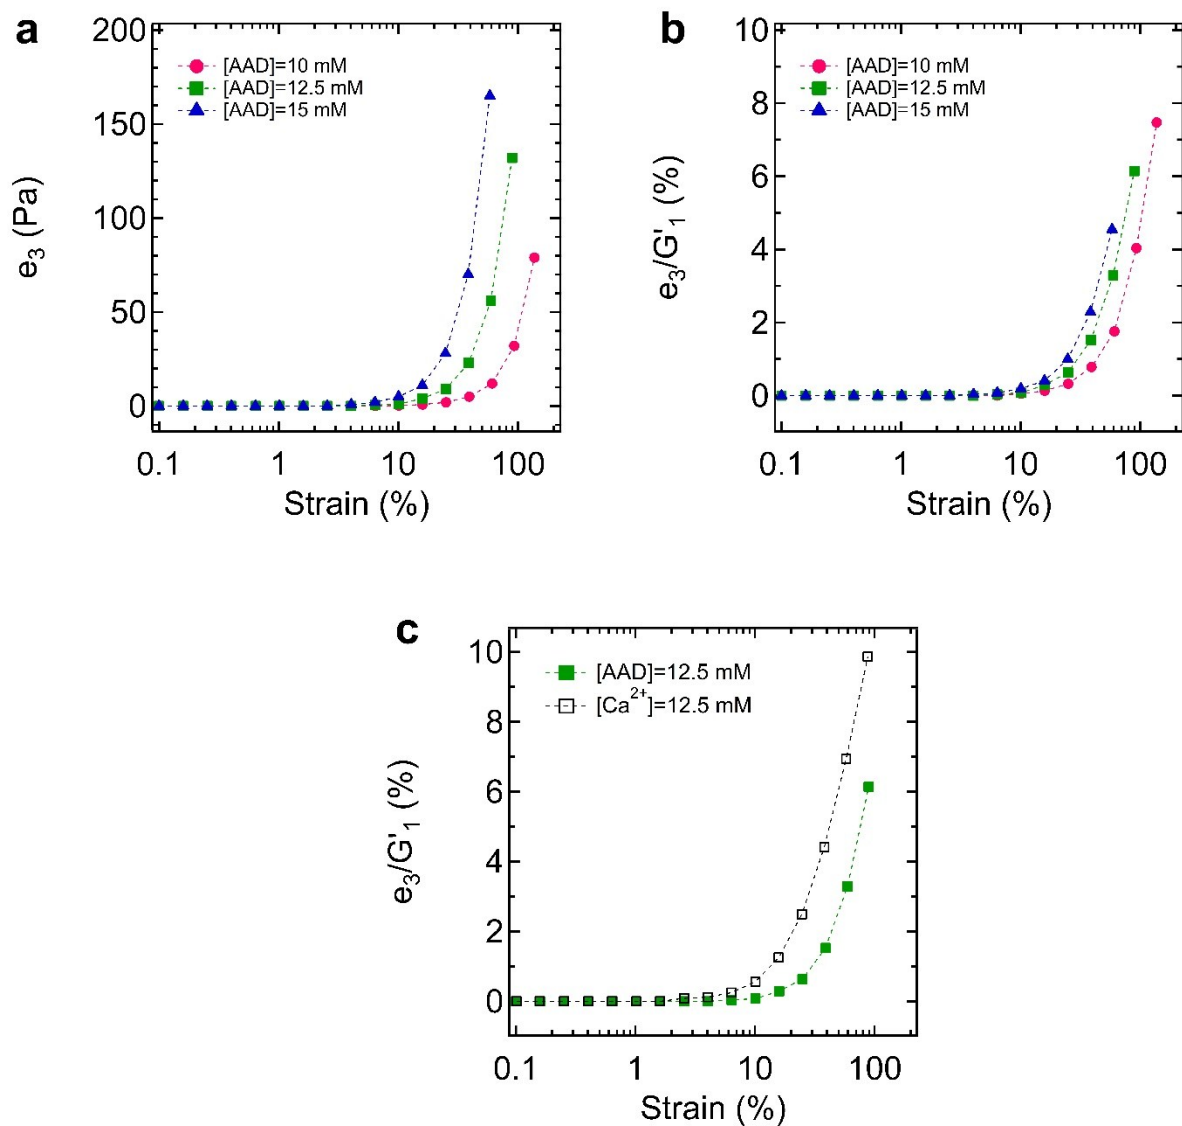 a
200
150
100
50
0
e₃ (Pa)
[AAD]=10 mM
[AAD]=12.5 mM
[AAD]=15 mM
0.1 1 10 100
Strain (%)
b
10
8
6
4
2
0
e₃/G'₁ (%)
[AAD]=10 mM
[AAD]=12.5 mM
[AAD]=15 mM
0.1 1 10 100
Strain (%)
c
10
8
6
4
2
0
e₃/G'₁ (%)
[AAD]=12.5 mM
[Ca²⁺]=12.5 mM
0.1 1 10 100
Strain (%)